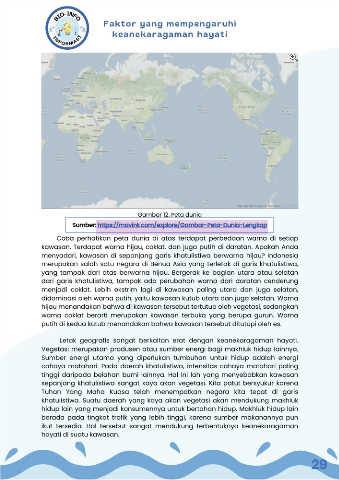 BIO-INFO
Faktor yang mempengaruhi
keanekaragaman hayati
Gambar 12. Peta dunia
Sumber: https://mavink.com/explore/Gambar-Peta-Dunia-Lengkap
Coba perhatikan peta dunia di atas terdapat perbedaan warna di setiap
kawasan. Terdapat warna hijau, coklat, dan juga putih di daratan. Apakah Anda
menyadari, kawasan di sepanjang garis khatulistiwa berwarna hijau? Indonesia
merupakan salah satu negara di Benua Asia yang terletak di garis khatulistiwa,
yang tampak dari atas berwarna hijau. Bergerak ke bagian utara atau selatan
dari garis khatulistiwa, tampak ada perubahan warna dari daratan cenderung
menjadi coklat. Lebih ekstrim lagi di kawasan paling utara dan juga selatan,
didominasi oleh warna putih, yaitu kawasan kutub utara dan juga selatan. Warna
hijau menandakan bahwa di kawasan tersebut tertutup oleh vegetasi, sedangkan
warna coklat berarti merupakan kawasan terbuka yang berupa gurun. Warna
putih di kedua kutub menandakan bahwa kawasan tersebut ditutupi oleh es.
Letak geografis sangat berkaitan erat dengan keanekaragaman hayati.
Vegetasi merupakan produsen atau sumber energi bagi makhluk hidup lainnya.
Sumber energi utama yang diperlukan tumbuhan untuk hidup adalah energi
cahaya matahari. Pada daerah khatulistiwa, intensitas cahaya matahari paling
tinggi daripada belahan bumi lainnya. Hal ini lah yang menyebabkan kawasan
sepanjang khatulistiwa sangat kaya akan vegetasi. Kita patut bersyukur karena
Tuhan Yang Maha Kuasa telah menempatkan negara kita tepat di garis
khatulistiwa. Suatu daerah yang kaya akan vegetasi akan mendukung makhluk
hidup lain yang menjadi konsumennya untuk bertahan hidup. Makhluk hidup lain
berada pada tingkat trofik yang lebih tinggi, karena sumber makanannya pun
ikut tersedia. Hal tersebut sangat mendukung terbentuknya keanekaragaman
hayati di suatu kawasan.
29